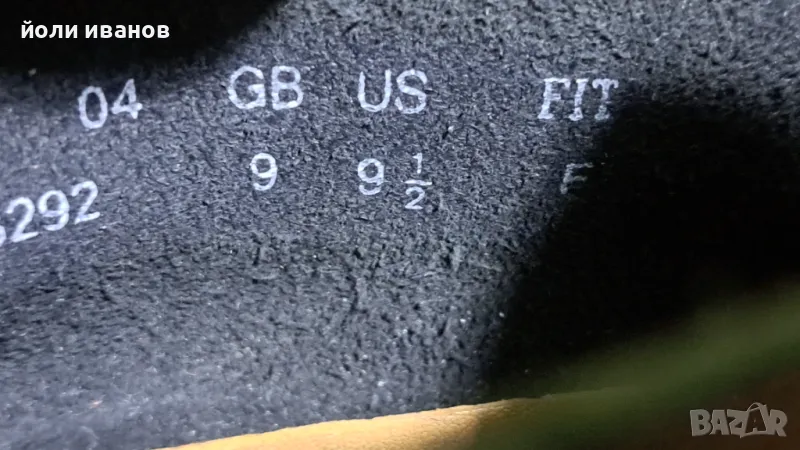 йоли иванов
04 GB US FIT
292 9 9 1/2
BAZAR